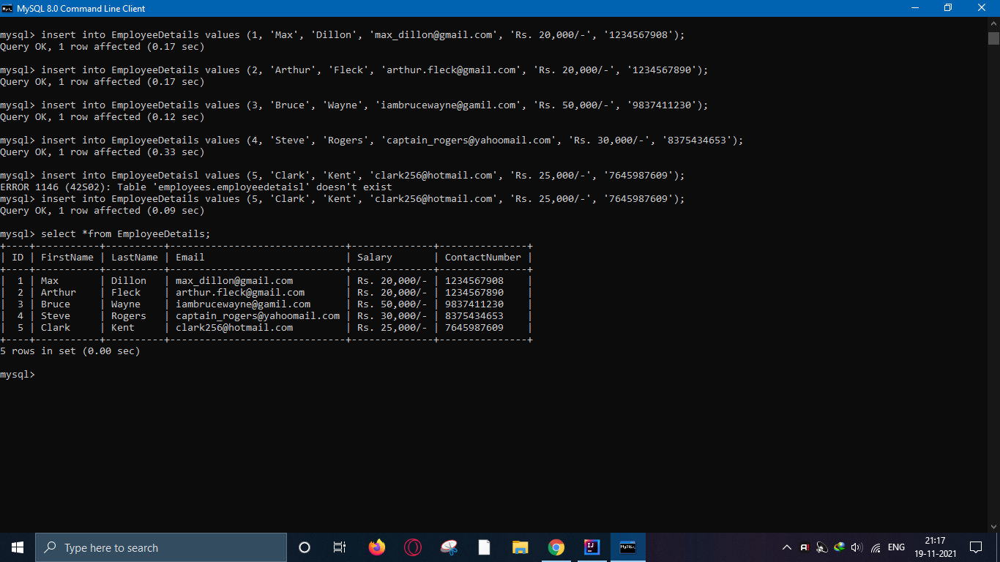 MySQL 8.0 Command Line Client
mysql> insert into EmployeeDetails values (1, 'Max', 'Dillon', 'max_dillon@gmail.com', 'Rs. 20,000/-', '1234567908');
Query OK, 1 row affected (0.17 sec)
mysql> insert into EmployeeDetails values (2, 'Arthur', 'Fleck', 'arthur.fleck@gmail.com', 'Rs. 20,000/-', '1234567890');
Query OK, 1 row affected (0.17 sec)
mysql> insert into EmployeeDetails values (3, 'Bruce', 'Wayne', 'iambrucewayne@gamil.com', 'Rs. 50,000/-', '9837411230');
Query OK, 1 row affected (0.12 sec)
mysql> insert into EmployeeDetails values (4, 'Steve', 'Rogers', 'captain_rogers@yahoomail.com', 'Rs. 30,000/-', '8375434653');
Query OK, 1 row affected (0.33 sec)
mysql> insert into EmployeeDetaisl values (5, 'Clark', 'Kent', 'clark256@hotmail.com', 'Rs. 25,000/-', '7645987609');
ERROR 1146 (42S02): Table 'employees.employeedetaisl' doesn't exist
mysql> insert into EmployeeDetails values (5, 'Clark', 'Kent', 'clark256@hotmail.com', 'Rs. 25,000/-', '7645987609');
Query OK, 1 row affected (0.09 sec)
mysql> select *from EmployeeDetails;
+----+-----------+----------+------------------------------+--------------+---------------+
| ID | FirstName | LastName | Email                        | Salary       | ContactNumber |
+----+-----------+----------+------------------------------+--------------+---------------+
|  1 | Max       | Dillon   | max_dillon@gmail.com         | Rs. 20,000/- | 1234567908    |
|  2 | Arthur    | Fleck    | arthur.fleck@gmail.com       | Rs. 20,000/- | 1234567890    |
|  3 | Bruce     | Wayne    | iambrucewayne@gamil.com      | Rs. 50,000/- | 9837411230    |
|  4 | Steve     | Rogers   | captain_rogers@yahoomail.com | Rs. 30,000/- | 8375434653    |
|  5 | Clark     | Kent     | clark256@hotmail.com         | Rs. 25,000/- | 7645987609    |
+----+-----------+----------+------------------------------+--------------+---------------+
5 rows in set (0.00 sec)
mysql>
Type here to search
ENG
21:17
19-11-2021